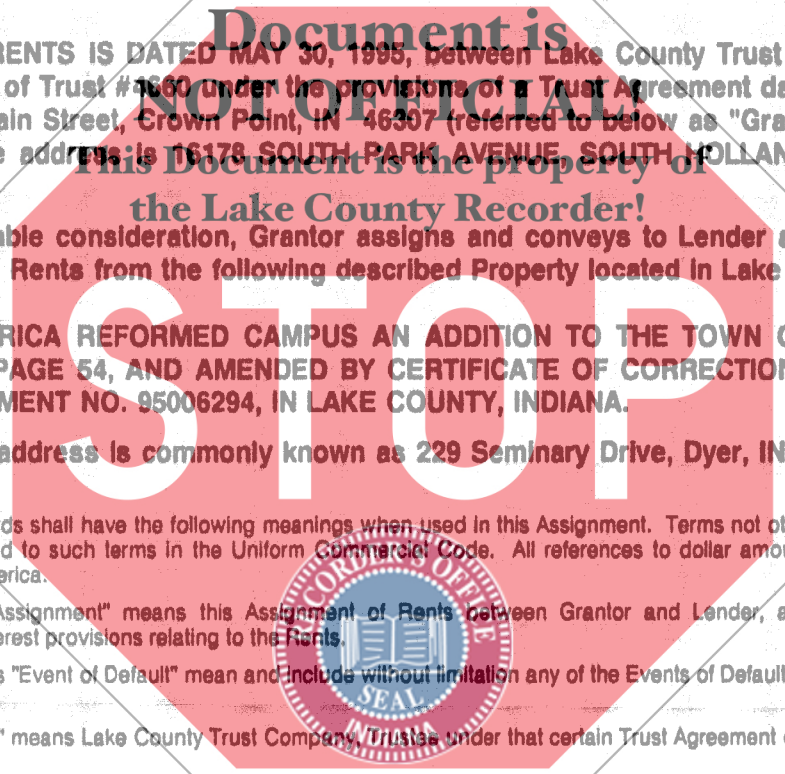 Document is
RENTS IS DATED MAY 30, 1995, between Lake County Trust
of Trust #4660 under the provisions of a Trust Agreement da
NOT OFFICIAL!
ain Street, Crown Point, IN 46307 (referred to below as "Gra
e address is 16178 SOUTH PARK AVENUE, SOUTH HOLLAN
This Document is the property of
the Lake County Recorder!
able consideration, Grantor assigns and conveys to Lender a
Rents from the following described Property located in Lake
STOP
RICA REFORMED CAMPUS AN ADDITION TO THE TOWN O
PAGE 54, AND AMENDED BY CERTIFICATE OF CORRECTION
MENT NO. 95006294, IN LAKE COUNTY, INDIANA.
address is commonly known as 229 Seminary Drive, Dyer, IN
ds shall have the following meanings when used in this Assignment. Terms not ot
d to such terms in the Uniform Commercial Code. All references to dollar amou
erica.
Assignment" means this Assignment of Rents between Grantor and Lender, a
erest provisions relating to the Rents.
s "Event of Default" mean and include without limitation any of the Events of Default
" means Lake County Trust Company, Trustee under that certain Trust Agreement d
RECORDER'S OFFICE
SEAL
INDIANA